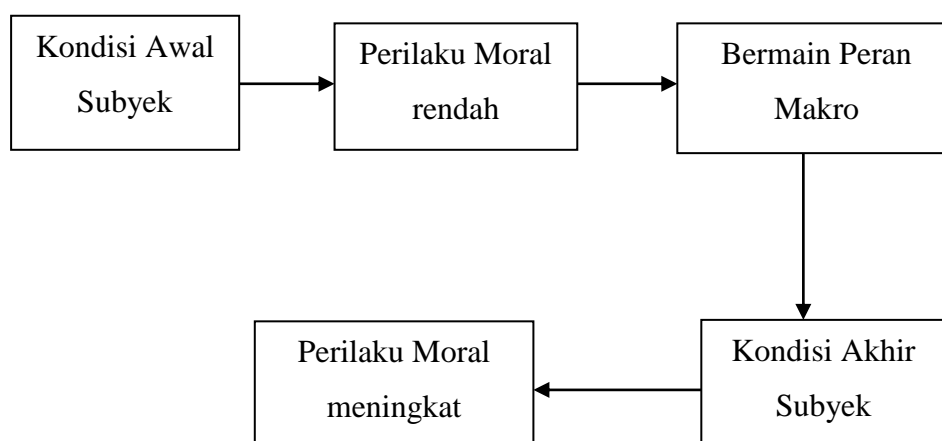 Kondisi Awal
Subyek
Perilaku Moral
rendah
Bermain Peran
Makro
Kondisi Akhir
Subyek
Perilaku Moral
meningkat